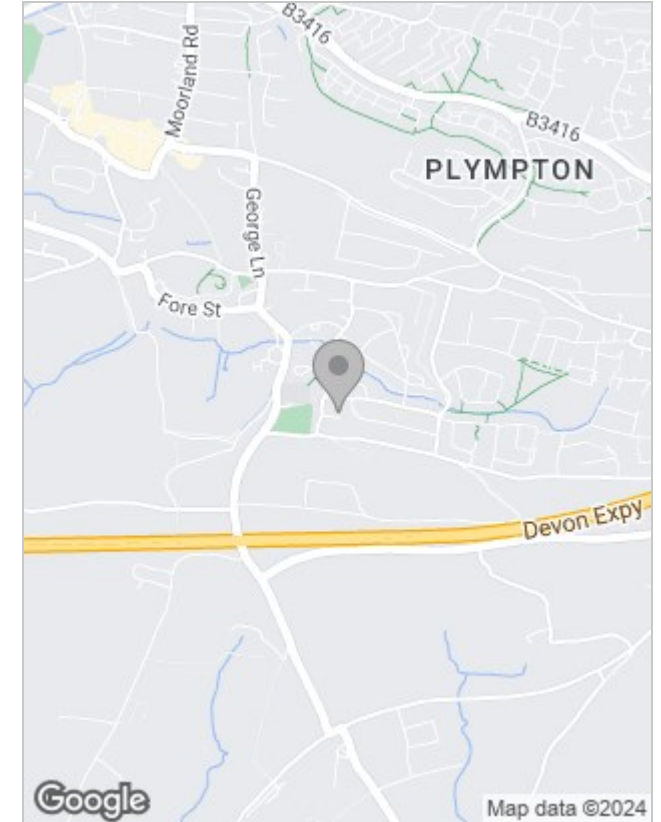 B3416
Moorland Rd
B3416
PLYMPTON
George Ln
Fore St
Devon Expy
Google
Map data ©2024